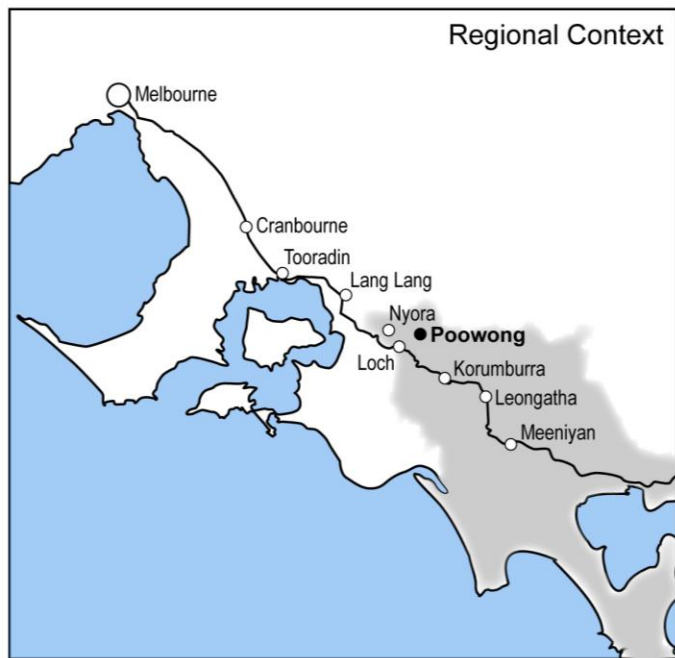 Regional Context
Melbourne
Cranbourne
Tooradin
Lang Lang
Nyora
Poowong
Loch
Korumburra
Leongatha
Meeniyan